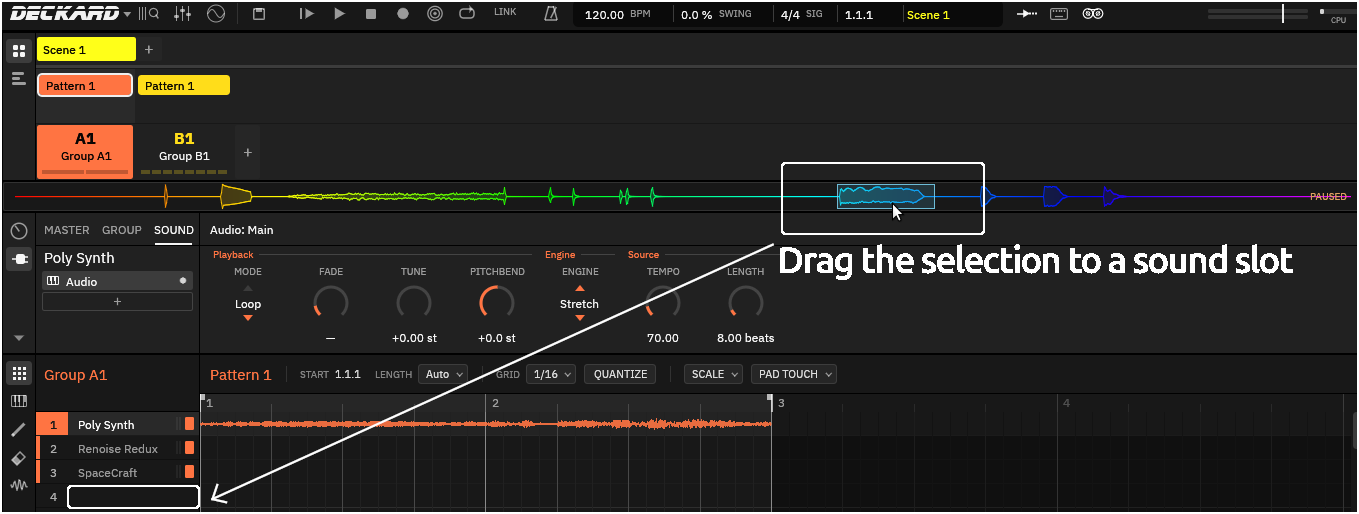 DECKARD
LINK
120.00 BPM 0.0 % SWING 4/4 SIG 1.1.1 Scene 1
CPU
Scene 1 +
Pattern 1 Pattern 1
A1 B1
Group A1 Group B1 +
PAUSED
MASTER GROUP SOUND Audio: Main
Drag the selection to a sound slot
Poly Synth
Audio
+
Playback Engine Source
MODE FADE TUNE PITCHBEND ENGINE TEMPO LENGTH
Loop Stretch
— +0.00 st +0.0 st 70.00 8.00 beats
Group A1 Pattern 1 START 1.1.1 LENGTH Auto GRID 1/16 QUANTIZE SCALE PAD TOUCH
1 2 3 4
1 Poly Synth
2 Renoise Redux
3 SpaceCraft
4